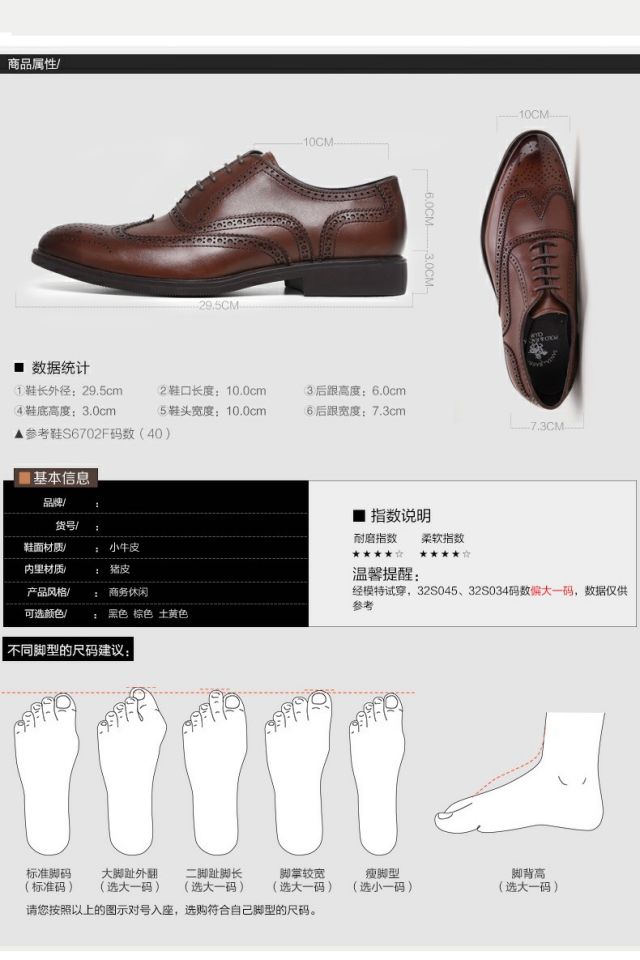 商品属性/
10CM
10CM
6.0CM
3.0CM
29.5CM
7.3CM
■ 数据统计
①鞋长外径：29.5cm ②鞋口长度：10.0cm ③后跟高度：6.0cm
④鞋底高度：3.0cm ⑤鞋头宽度：10.0cm ⑥后跟宽度：7.3cm
▲参考鞋S6702F码数（40）
基本信息
品牌/ ：
货号/ ：
鞋面材质/ ： 小牛皮
内里材质/ ： 猪皮
产品风格/ ： 商务休闲
可选颜色/ ： 黑色 棕色 土黄色
■ 指数说明
耐磨指数 柔软指数
★★★★☆ ★★★★☆
温馨提醒：
经模特试穿，32S045、32S034码数偏大一码，数据仅供
参考
不同脚型的尺码建议：
标准脚码 大脚趾外翻 二脚趾脚长 脚掌较宽 瘦脚型 脚背高
（标准码） （选大一码） （选大一码） （选大一码） （选小一码） （选大一码）
请您按照以上的图示对号入座，选购符合自己脚型的尺码。